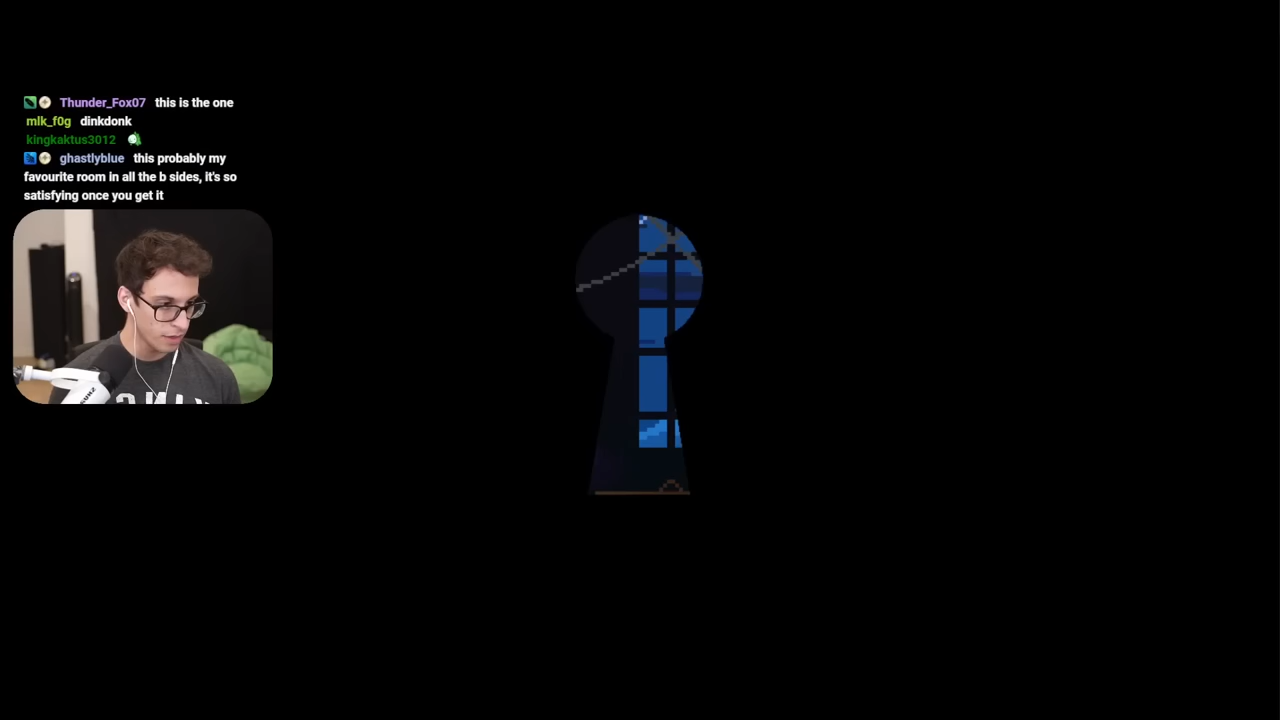 Thunder_Fox07 this is the one
mlk_f0g dinkdonk
kingkaktus3012
ghastlyblue this probably my
favourite room in all the b sides, it's so
satisfying once you get it